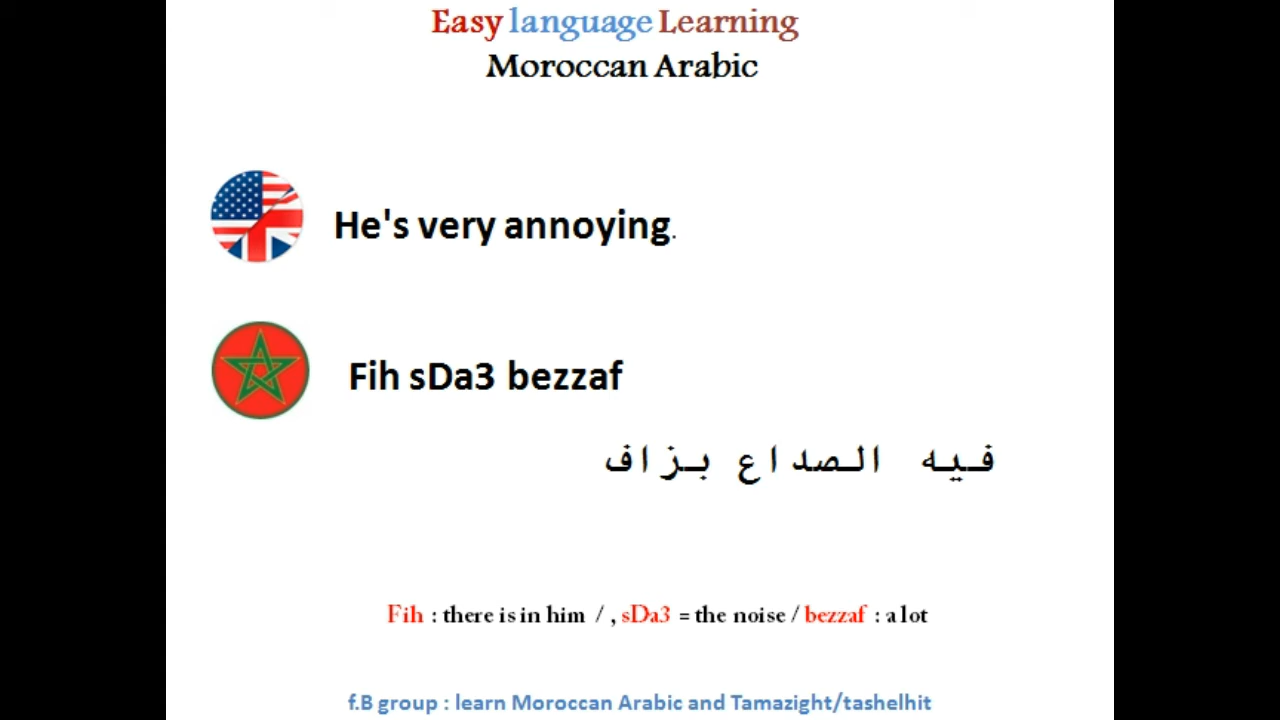 Easy language Learning
Moroccan Arabic
He's very annoying.
Fih sDa3 bezzaf
فيه الصداع بزاف
Fih : there is in him / , sDa3 = the noise / bezzaf : a lot
f.B group : learn Moroccan Arabic and Tamazight/tashelhit